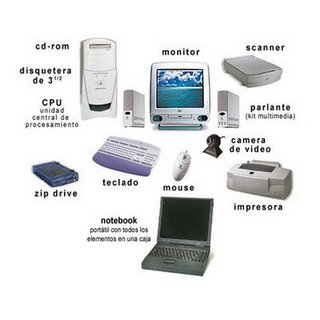 cd-rom
monitor
scanner
disquetera
de 3 1/2
CPU
unidad
central de
procesamiento
parlante
(kit multimedia)
camera
de vídeo
zip drive
teclado
mouse
impresora
notebook
portátil con todos los
elementos en una caja